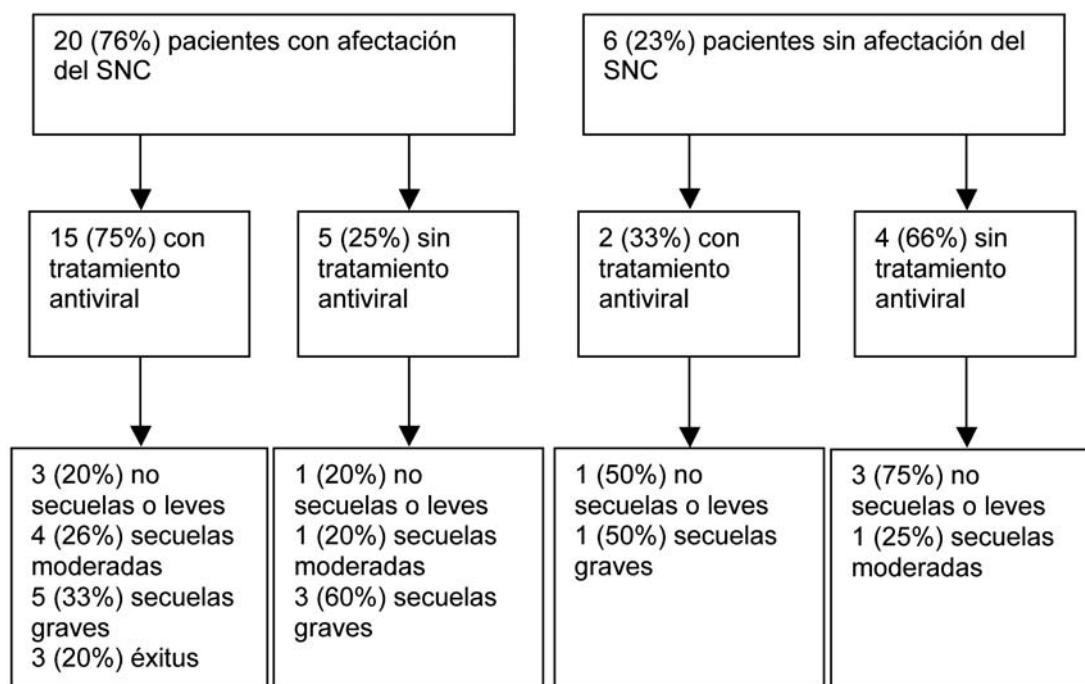 20 (76%) pacientes con afectación
del SNC
6 (23%) pacientes sin afectación del
SNC
15 (75%) con
tratamiento
antiviral
5 (25%) sin
tratamiento
antiviral
2 (33%) con
tratamiento
antiviral
4 (66%) sin
tratamiento
antiviral
3 (20%) no
secuelas o leves
4 (26%) secuelas
moderadas
5 (33%) secuelas
graves
3 (20%) éxitus
1 (20%) no
secuelas o leves
1 (20%) secuelas
moderadas
3 (60%) secuelas
graves
1 (50%) no
secuelas o leves
1 (50%) secuelas
graves
3 (75%) no
secuelas o leves
1 (25%) secuelas
moderadas